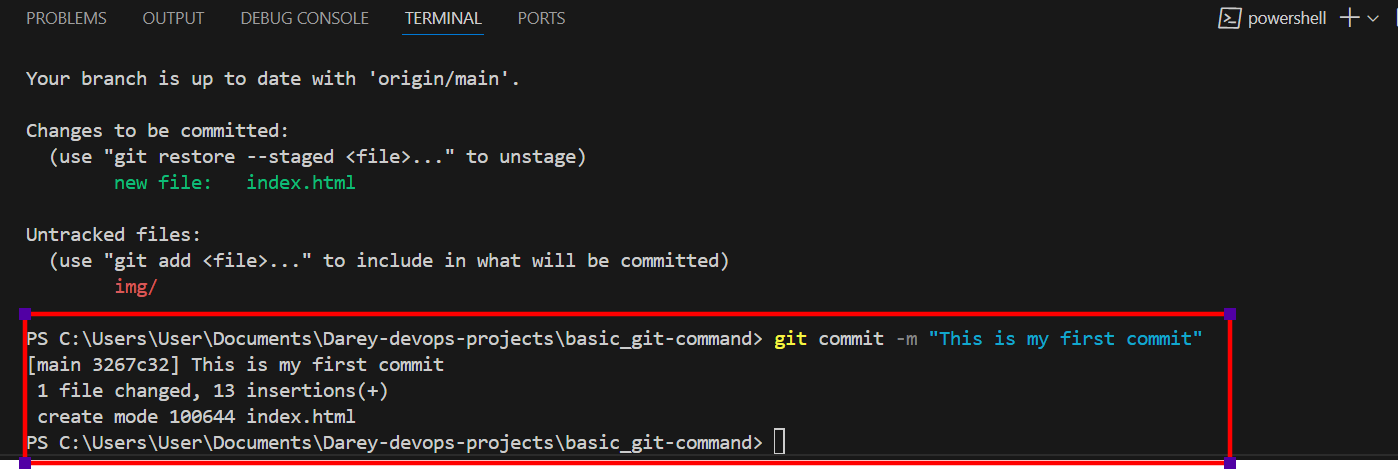 PROBLEMS OUTPUT DEBUG CONSOLE TERMINAL PORTS powershell
Your branch is up to date with 'origin/main'.
Changes to be committed:
  (use "git restore --staged <file>..." to unstage)
        new file:   index.html
Untracked files:
  (use "git add <file>..." to include in what will be committed)
        img/
PS C:\Users\User\Documents\Darey-devops-projects\basic_git-command> git commit -m "This is my first commit"
[main 3267c32] This is my first commit
 1 file changed, 13 insertions(+)
 create mode 100644 index.html
PS C:\Users\User\Documents\Darey-devops-projects\basic_git-command>